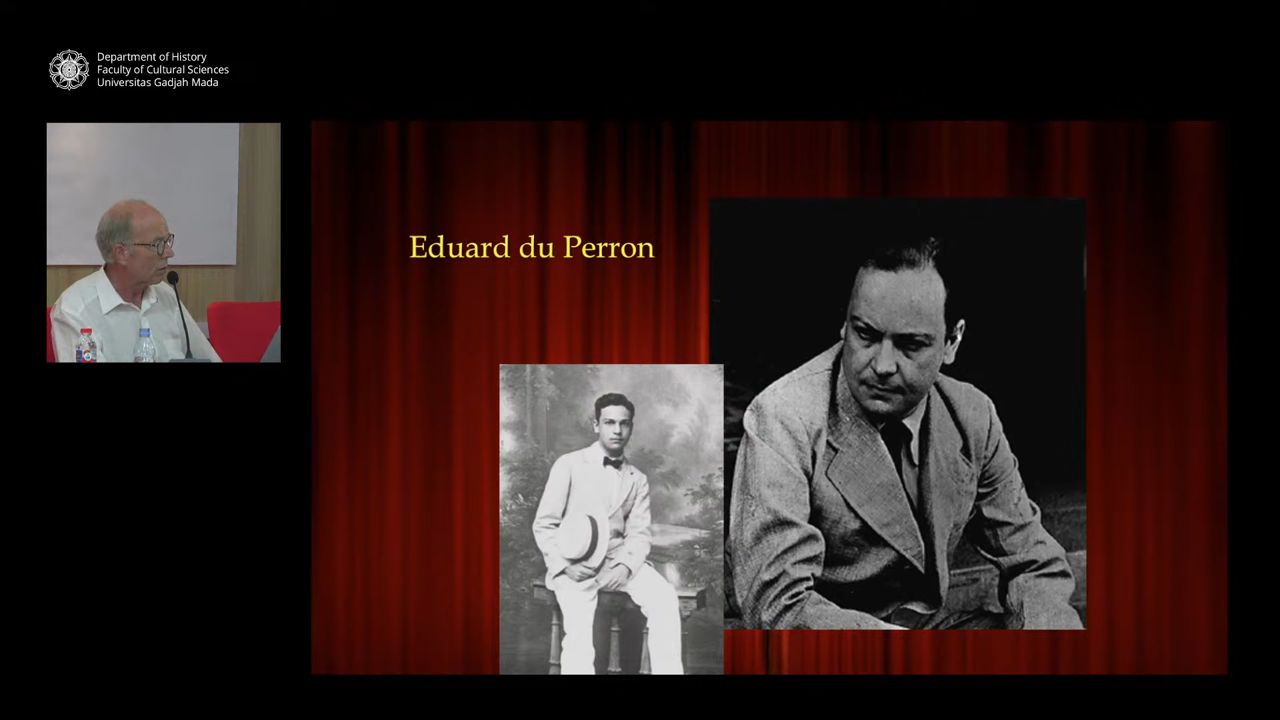 Department of History
Faculty of Cultural Sciences
Universitas Gadjah Mada
Eduard du Perron